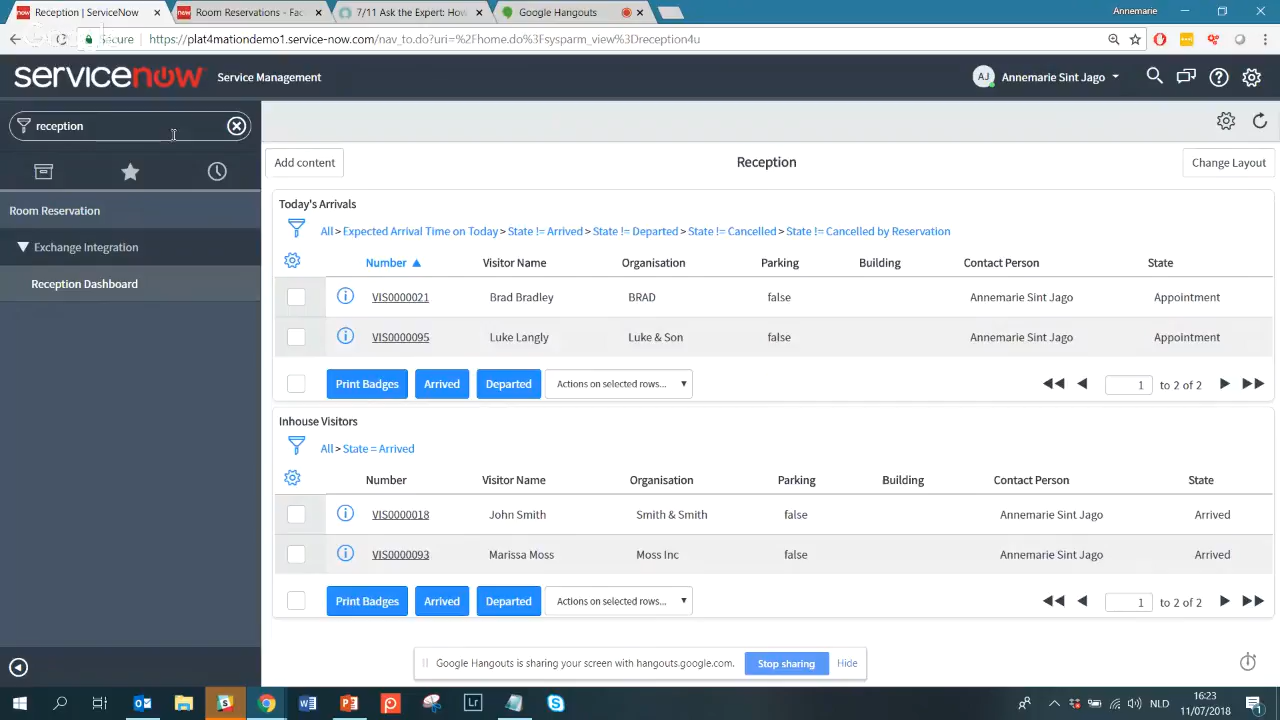 Reception | ServiceNow
Room Reservations - Fac
7/11 Ask the Expert: How
Google Hangouts
Annemarie
Secure
https://plat4mationdemo1.service-now.com/nav_to.do?uri=%2Fhome.do%3Fsysparm_view%3Dreception4u
servicenow Service Management
AJ Annemarie Sint Jago
reception
Room Reservation
Exchange Integration
Reception Dashboard
Add content
Reception
Change Layout
Today's Arrivals
All > Expected Arrival Time on Today > State != Arrived > State != Departed > State != Cancelled > State != Cancelled by Reservation
Number Visitor Name Organisation Parking Building Contact Person State
VIS0000021 Brad Bradley BRAD false Annemarie Sint Jago Appointment
VIS0000095 Luke Langly Luke & Son false Annemarie Sint Jago Appointment
Print Badges Arrived Departed Actions on selected rows... 1 to 2 of 2
Inhouse Visitors
All > State = Arrived
Number Visitor Name Organisation Parking Building Contact Person State
VIS0000018 John Smith Smith & Smith false Annemarie Sint Jago Arrived
VIS0000093 Marissa Moss Moss Inc false Annemarie Sint Jago Arrived
Print Badges Arrived Departed Actions on selected rows... 1 to 2 of 2
Google Hangouts is sharing your screen with hangouts.google.com. Stop sharing Hide
Lr
NLD
16:23
11/07/2018
1